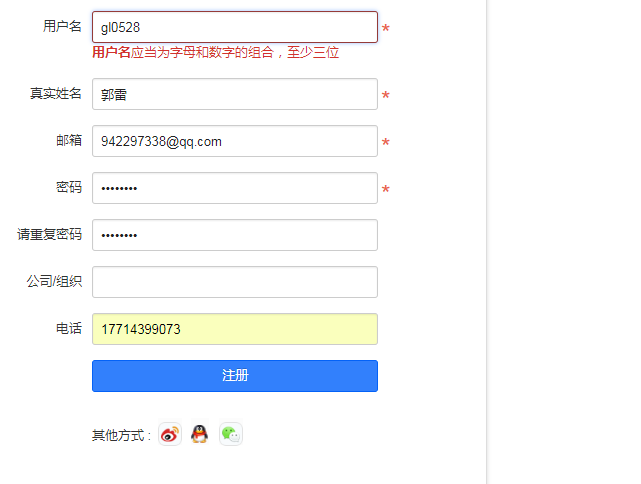 用户名 gl0528 *
用户名应当为字母和数字的组合，至少三位
真实姓名 郭雷 *
邮箱 942297338@qq.com *
密码 •••••••• *
请重复密码 ••••••••
公司/组织
电话 17714399073
注册
其他方式：